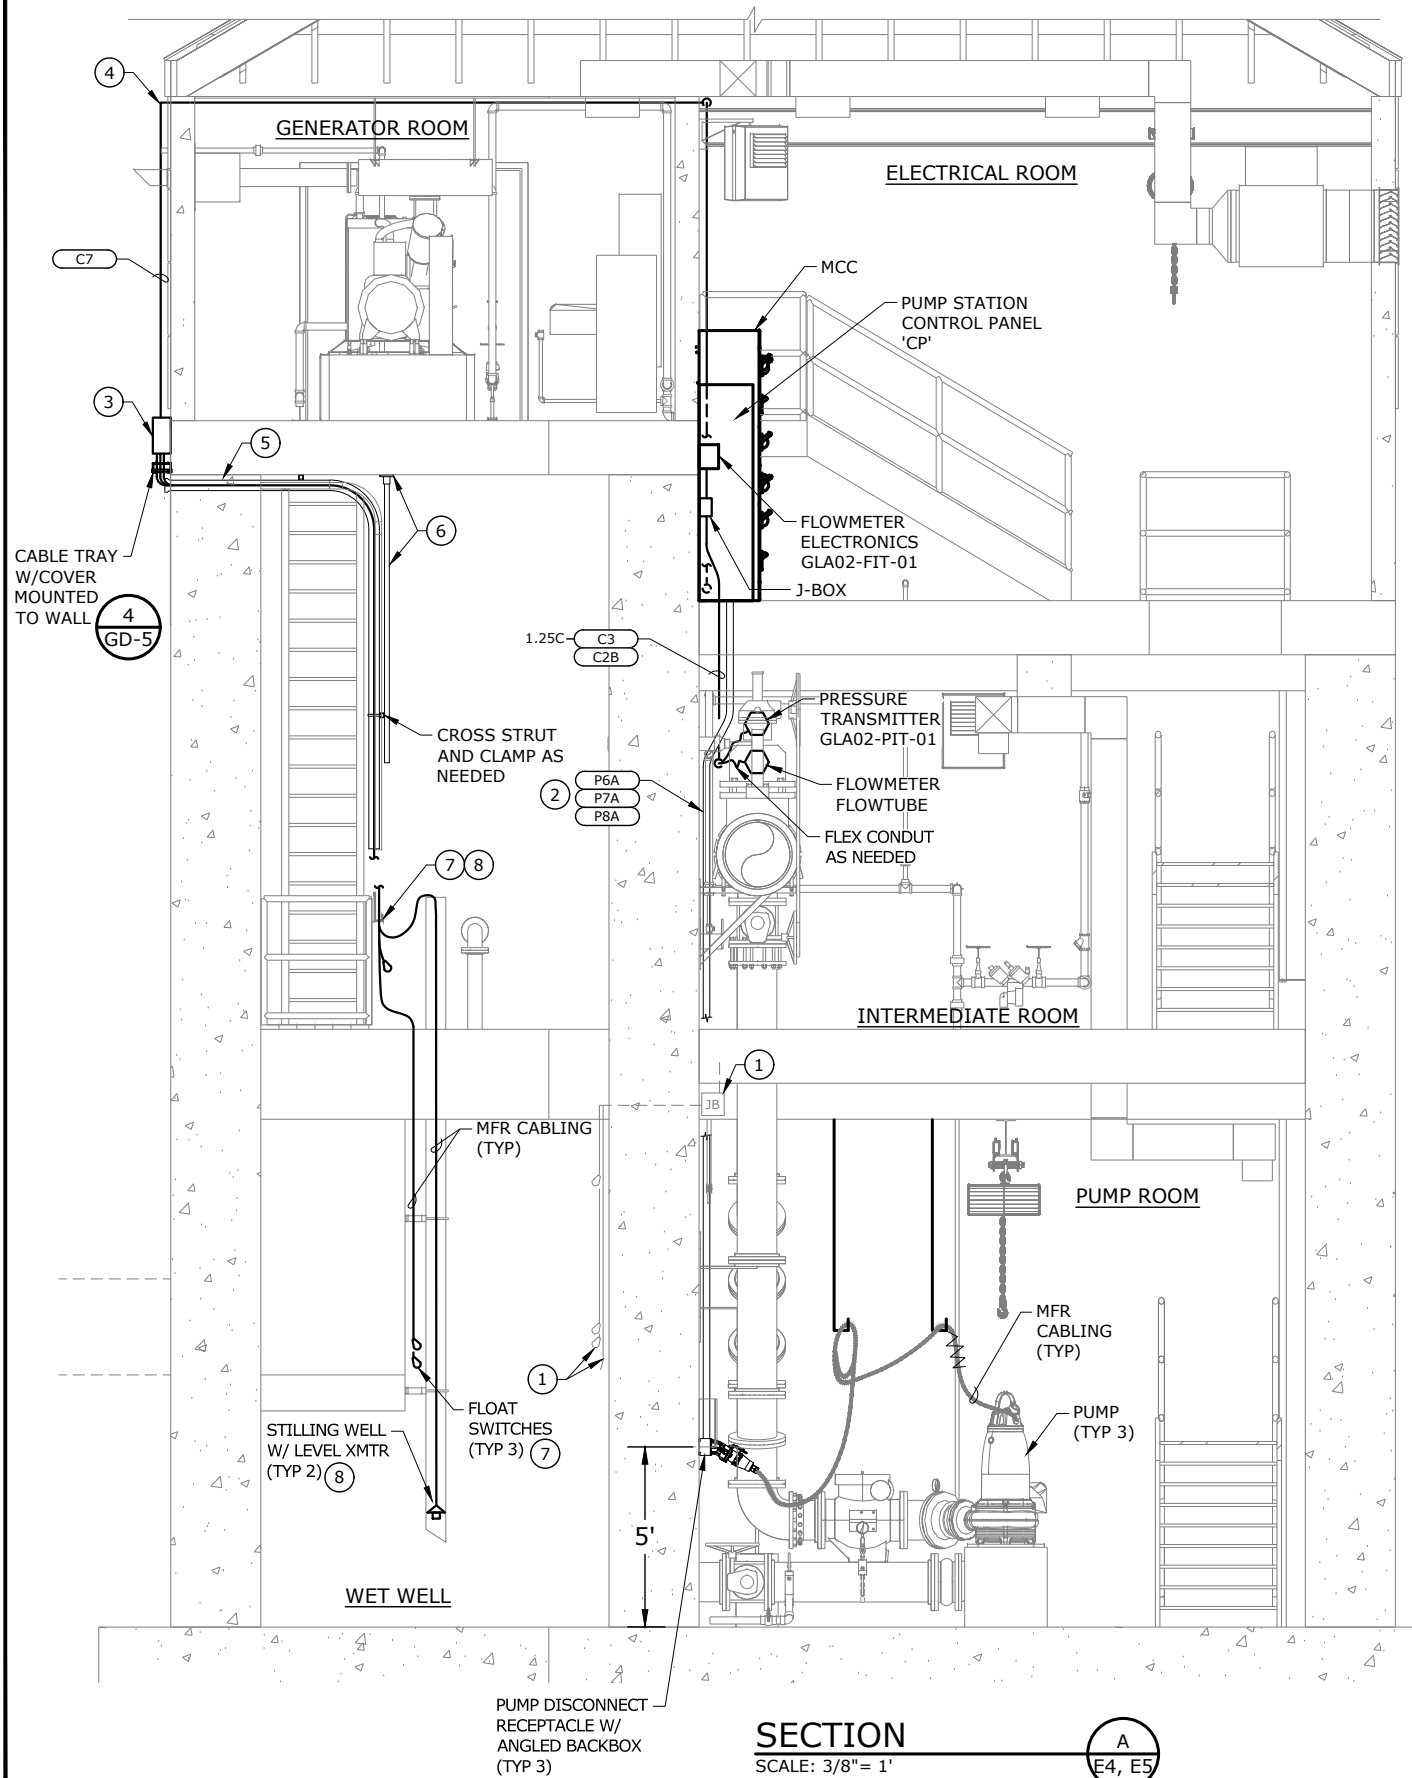 4
GENERATOR ROOM
ELECTRICAL ROOM
C7
MCC
PUMP STATION
CONTROL PANEL
'CP'
3
5
6
CABLE TRAY
W/COVER
MOUNTED
TO WALL
4
GD-5
FLOWMETER
ELECTRONICS
GLA02-FIT-01
J-BOX
1.25C
C3
C2B
CROSS STRUT
AND CLAMP AS
NEEDED
PRESSURE
TRANSMITTER
GLA02-PIT-01
2
P6A
P7A
P8A
FLOWMETER
FLOWTUBE
FLEX CONDUT
AS NEEDED
7 8
INTERMEDIATE ROOM
1
JB
MFR CABLING
(TYP)
PUMP ROOM
MFR
CABLING
(TYP)
1
FLOAT
SWITCHES
(TYP 3) 7
STILLING WELL
W/ LEVEL XMTR
(TYP 2) 8
PUMP
(TYP 3)
5'
WET WELL
PUMP DISCONNECT
RECEPTACLE W/
ANGLED BACKBOX
(TYP 3)
SECTION
SCALE: 3/8"= 1'
A
E4, E5